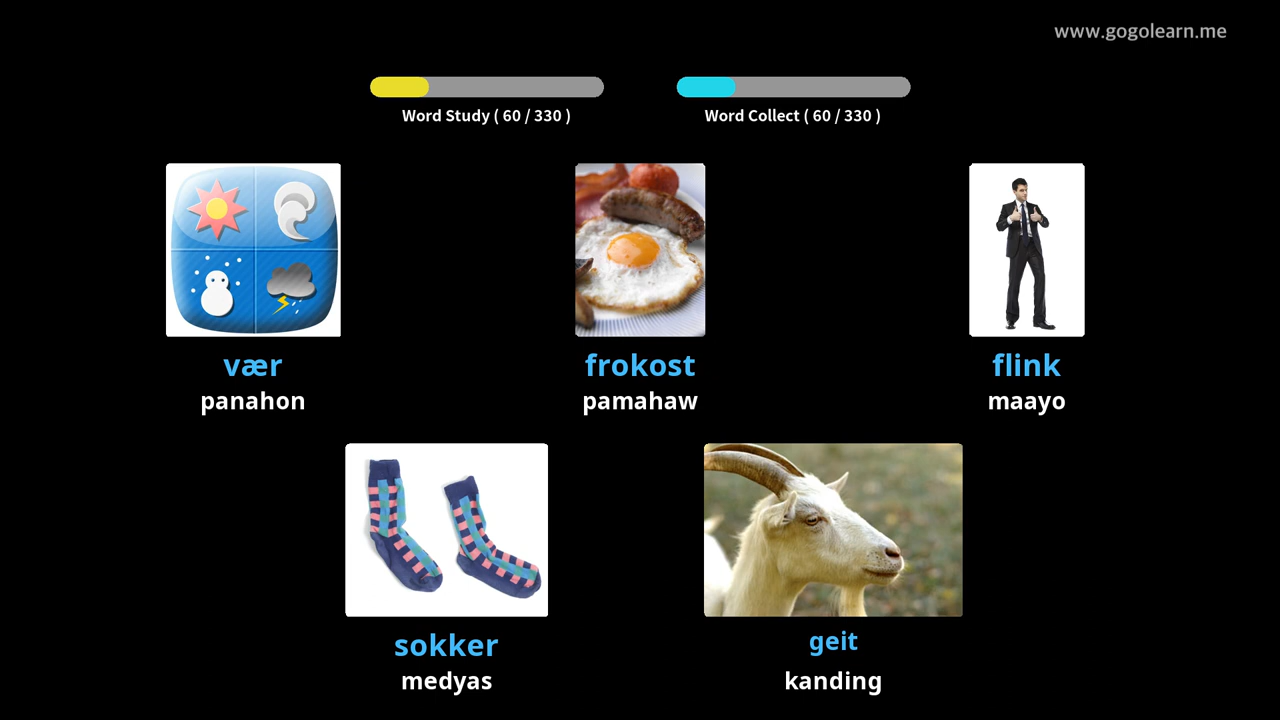 www.gogolearn.me
Word Study ( 60 / 330 )
Word Collect ( 60 / 330 )
vær
panahon
frokost
pamahaw
flink
maayo
sokker
medyas
geit
kanding